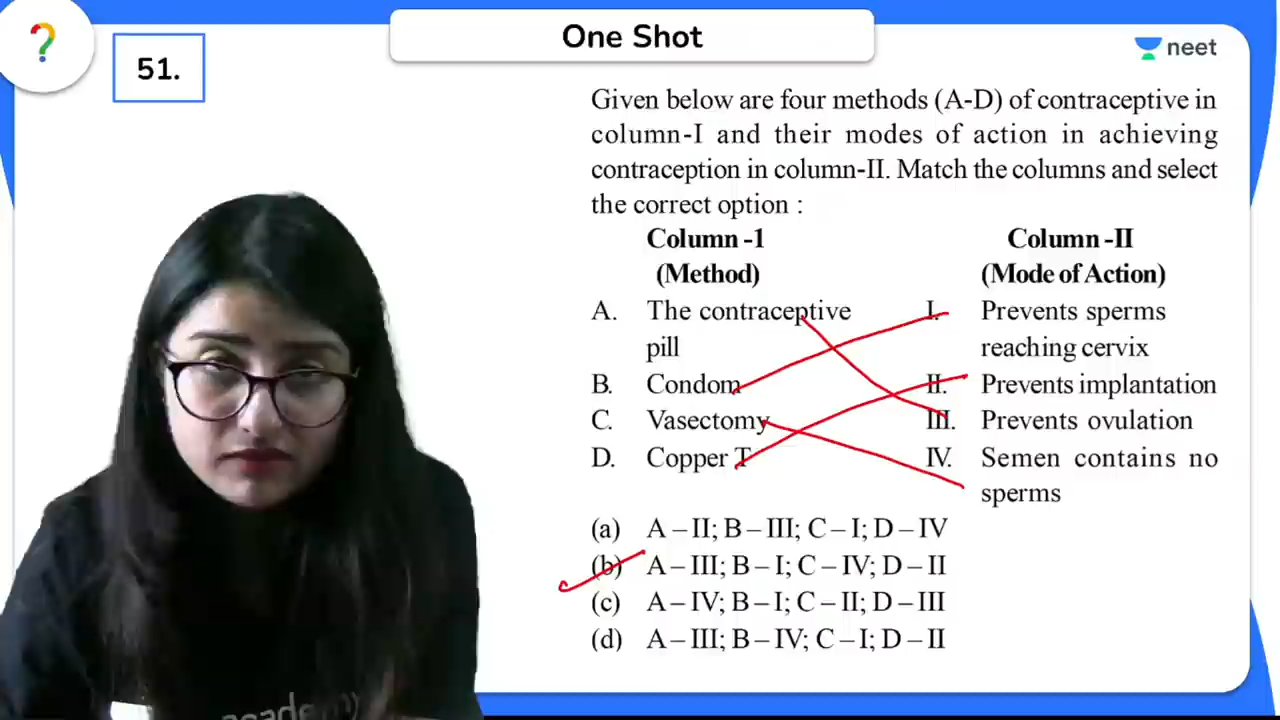 One Shot
neet
?
51.
Given below are four methods (A-D) of contraceptive in
column-I and their modes of action in achieving
contraception in column-II. Match the columns and select
the correct option :
Column -1 Column -II
(Method) (Mode of Action)
A. The contraceptive I. Prevents sperms
pill reaching cervix
B. Condom II. Prevents implantation
C. Vasectomy III. Prevents ovulation
D. Copper T IV. Semen contains no
sperms
(a) A – II; B – III; C – I; D – IV
(b) A – III; B – I; C – IV; D – II
(c) A – IV; B – I; C – II; D – III
(d) A – III; B – IV; C – I; D – II